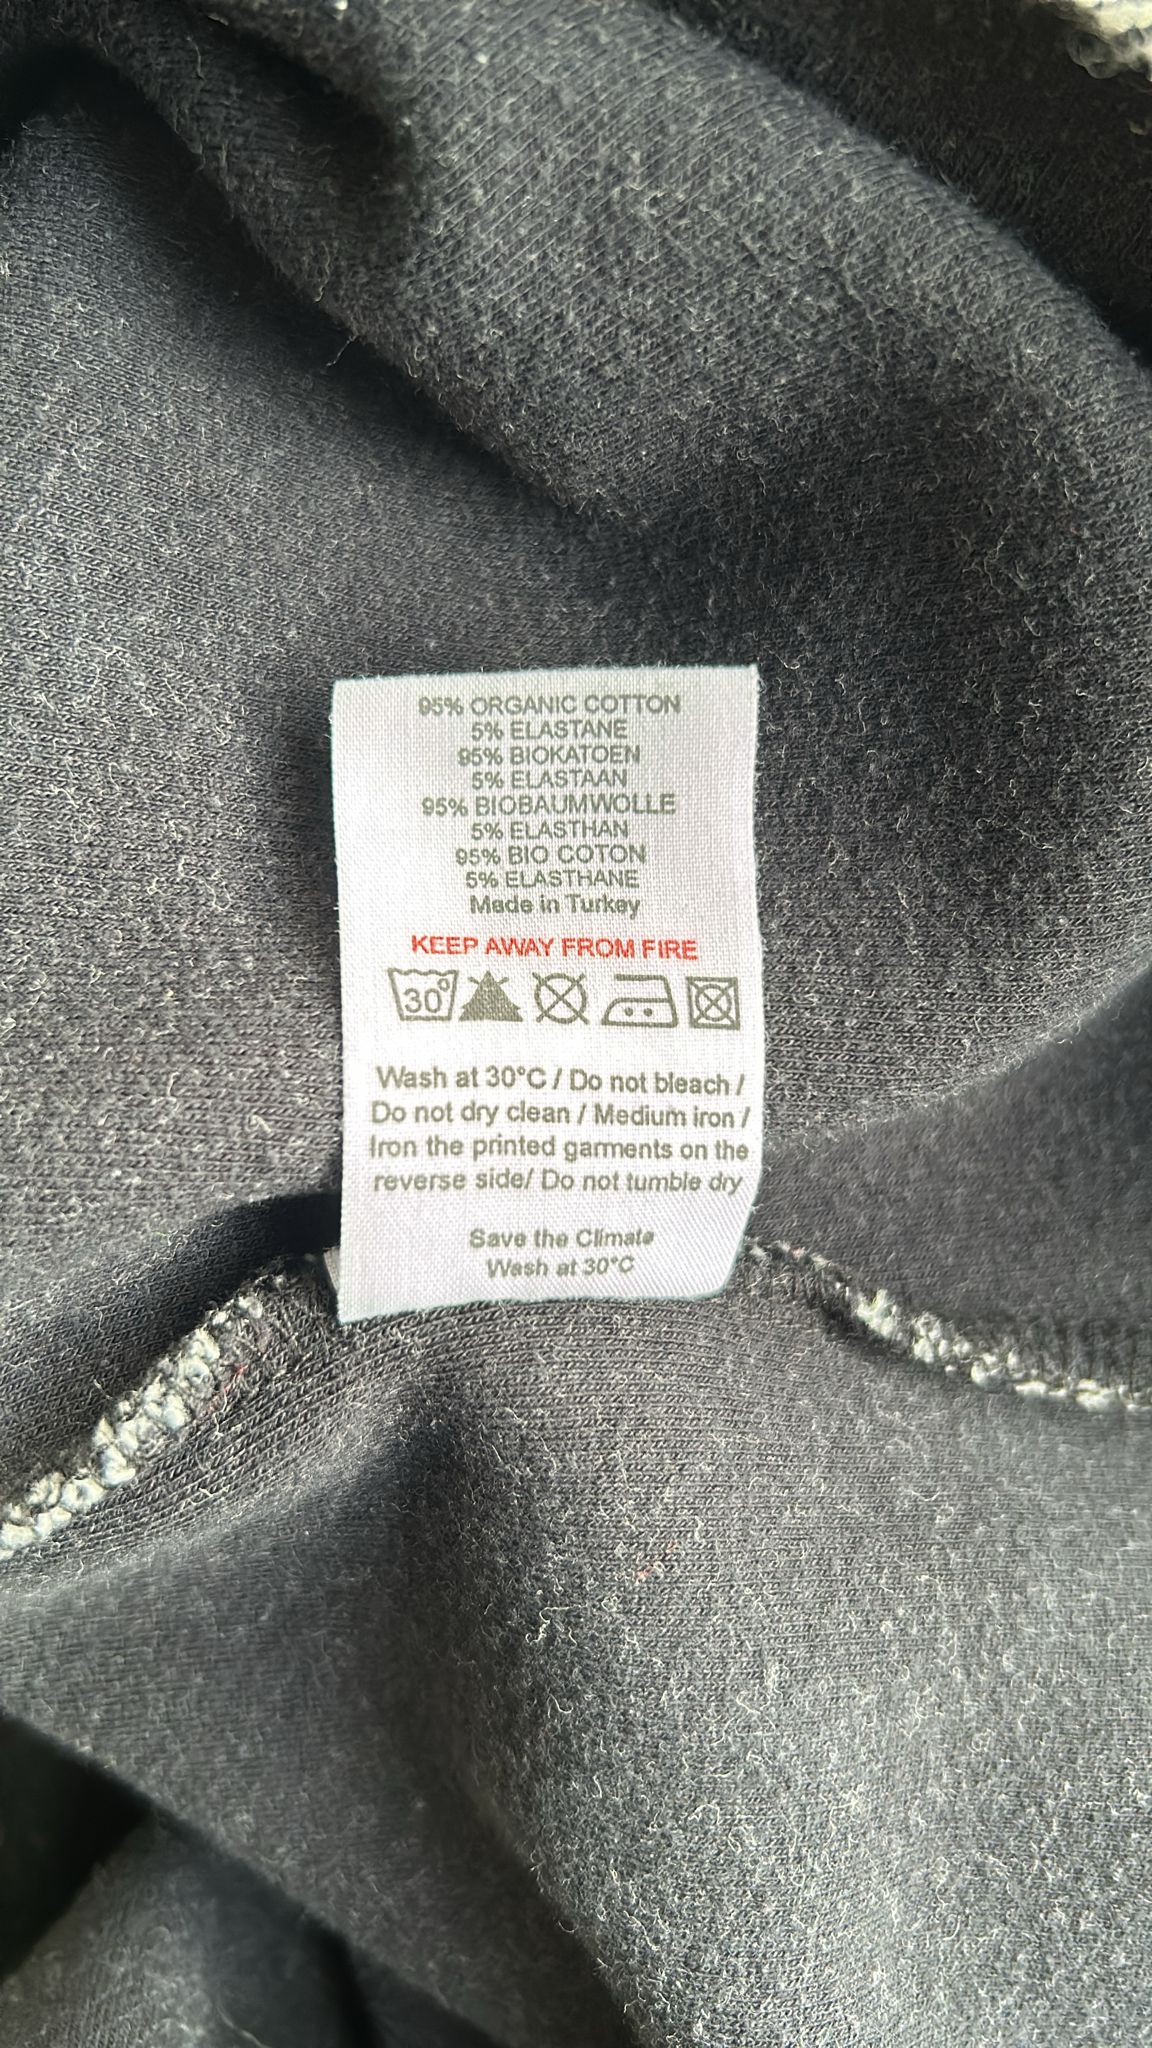 95% ORGANIC COTTON
5% ELASTANE
95% BIOKATOEN
5% ELASTAAN
95% BIOBAUMWOLLE
5% ELASTHAN
95% BIO COTON
5% ELASTHANE
Made in Turkey
KEEP AWAY FROM FIRE
30°
Wash at 30°C / Do not bleach /
Do not dry clean / Medium iron /
Iron the printed garments on the
reverse side/ Do not tumble dry
Save the Climate
Wash at 30°C